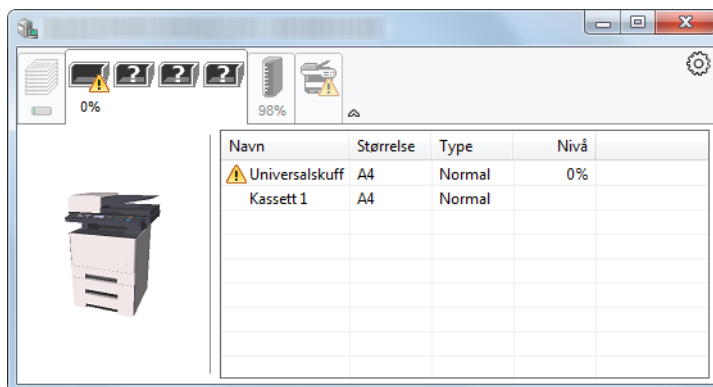 ? ? ?
0%
98%
Navn Størrelse Type Nivå
Universalskuff A4 Normal 0%
Kassett 1 A4 Normal